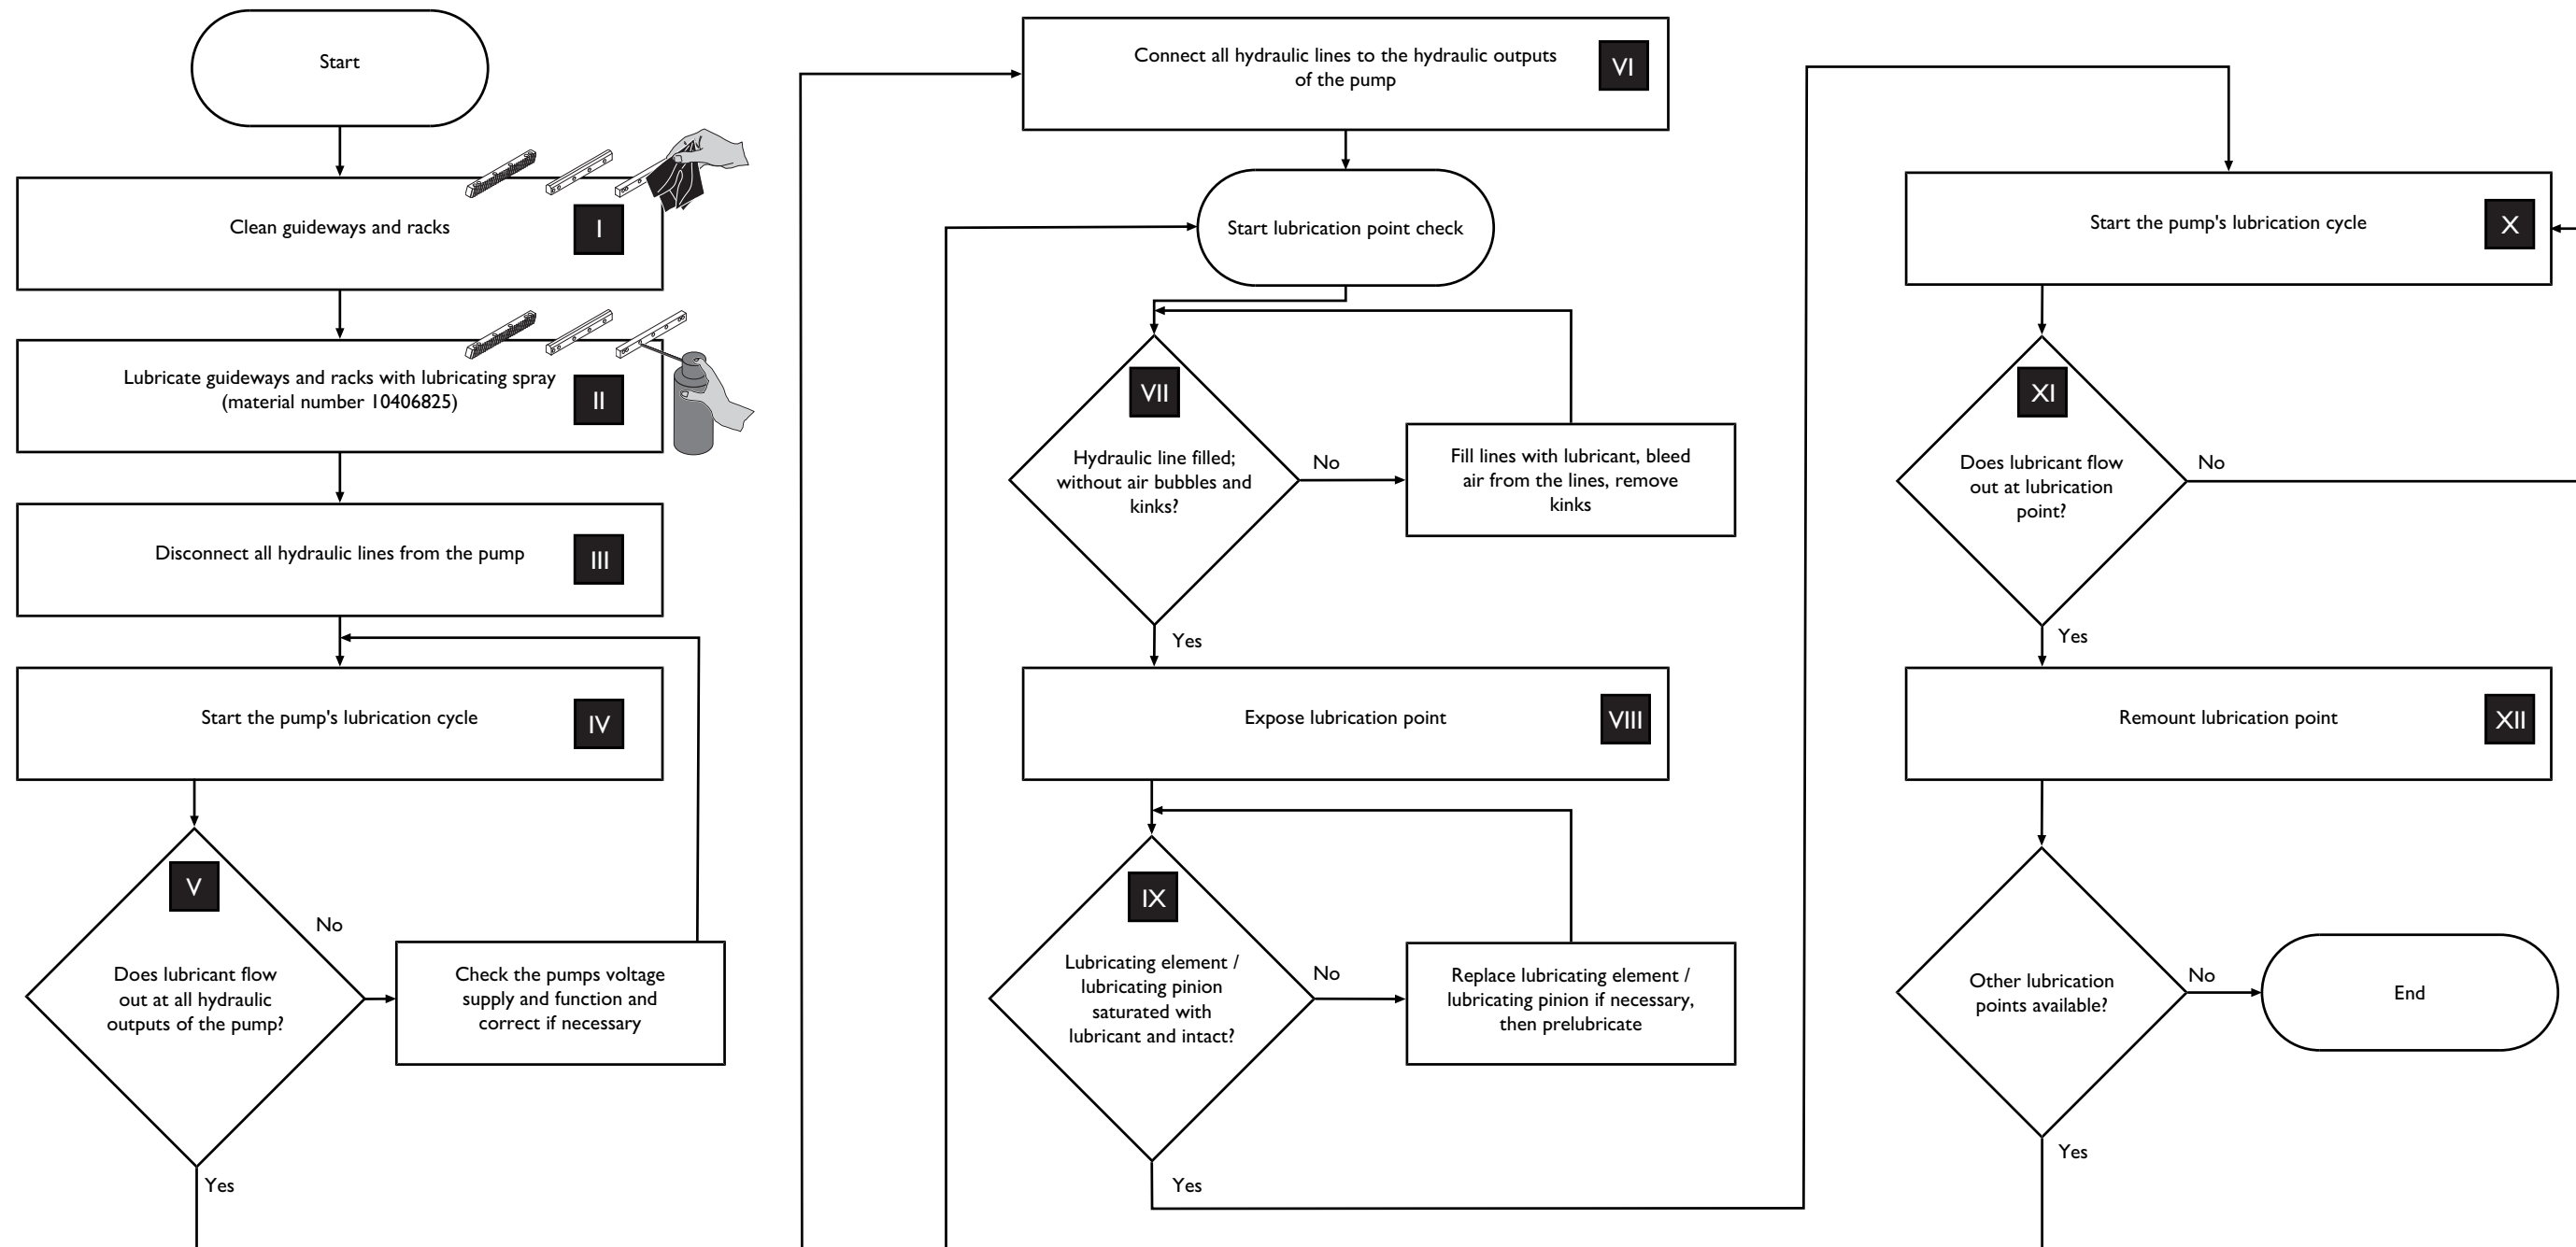 Start
Clean guideways and racks
I
Lubricate guideways and racks with lubricating spray
(material number 10406825)
II
Disconnect all hydraulic lines from the pump
III
Start the pump's lubrication cycle
IV
V
Does lubricant flow
out at all hydraulic
outputs of the pump?
No
Check the pumps voltage
supply and function and
correct if necessary
Yes
Connect all hydraulic lines to the hydraulic outputs
of the pump
VI
Start lubrication point check
VII
Hydraulic line filled;
without air bubbles and
kinks?
No
Fill lines with lubricant, bleed
air from the lines, remove
kinks
Yes
Expose lubrication point
VIII
IX
Lubricating element /
lubricating pinion
saturated with
lubricant and intact?
No
Replace lubricating element /
lubricating pinion if necessary,
then prelubricate
Yes
Start the pump's lubrication cycle
X
XI
Does lubricant flow
out at lubrication
point?
No
Yes
Remount lubrication point
XII
Other lubrication
points available?
No
End
Yes